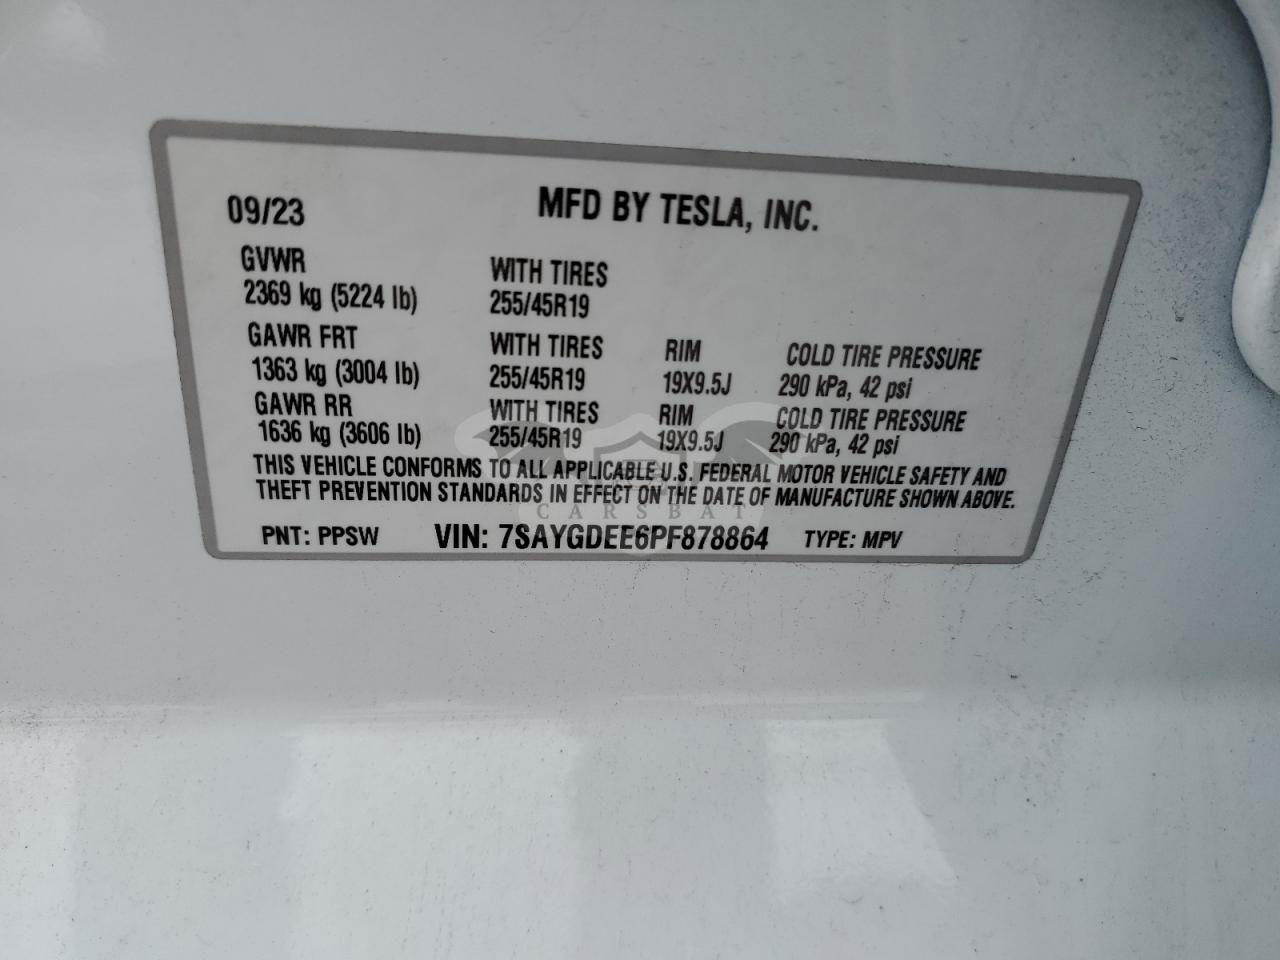 09/23 MFD BY TESLA, INC.
GVWR WITH TIRES
2369 kg (5224 lb) 255/45R19
GAWR FRT WITH TIRES RIM COLD TIRE PRESSURE
1363 kg (3004 lb) 255/45R19 19X9.5J 290 kPa, 42 psi
GAWR RR WITH TIRES RIM COLD TIRE PRESSURE
1636 kg (3606 lb) 255/45R19 19X9.5J 290 kPa, 42 psi
THIS VEHICLE CONFORMS TO ALL APPLICABLE U.S. FEDERAL MOTOR VEHICLE SAFETY AND
THEFT PREVENTION STANDARDS IN EFFECT ON THE DATE OF MANUFACTURE SHOWN ABOVE.
CARSBAT
PNT: PPSW VIN: 7SAYGDEE6PF878864 TYPE: MPV